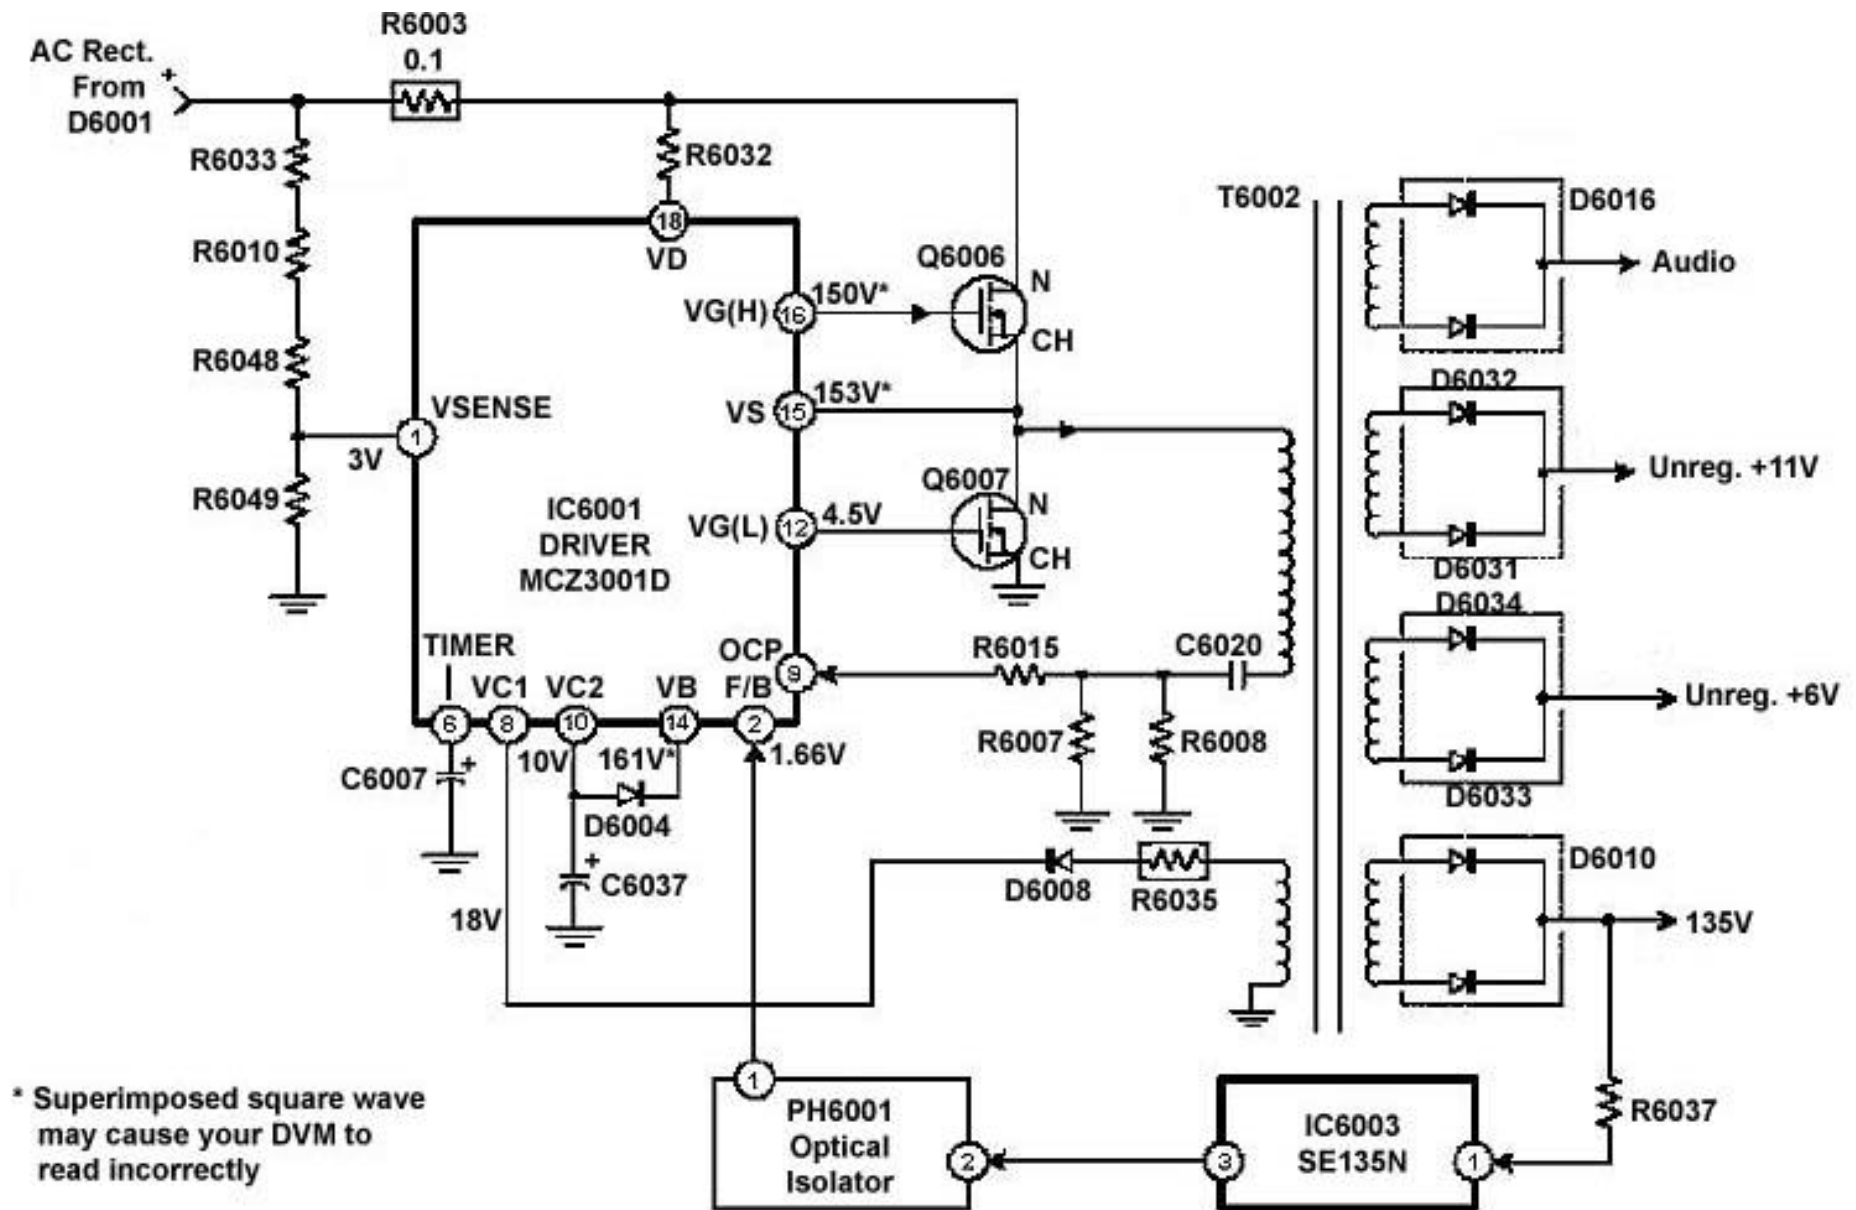 R6003
0.1
AC Rect.
From
D6001
+
R6033
R6032
R6010
R6048
R6049
18
VD
VG(H)
16
150V*
Q6006
N
CH
VSENSE
1
3V
VS
15
153V*
Q6007
N
CH
VG(L)
12
4.5V
IC6001
DRIVER
MCZ3001D
TIMER
VC1
VC2
VB
OCP
F/B
9
6
8
10
14
2
R6015
C6020
R6007
R6008
C6007
+
10V
161V*
1.66V
D6004
+
C6037
18V
D6008
R6035
T6002
D6016
Audio
D6032
Unreg. +11V
D6031
D6034
Unreg. +6V
D6033
D6010
135V
R6037
1
PH6001
Optical
Isolator
2
3
IC6003
SE135N
1
* Superimposed square wave
may cause your DVM to
read incorrectly